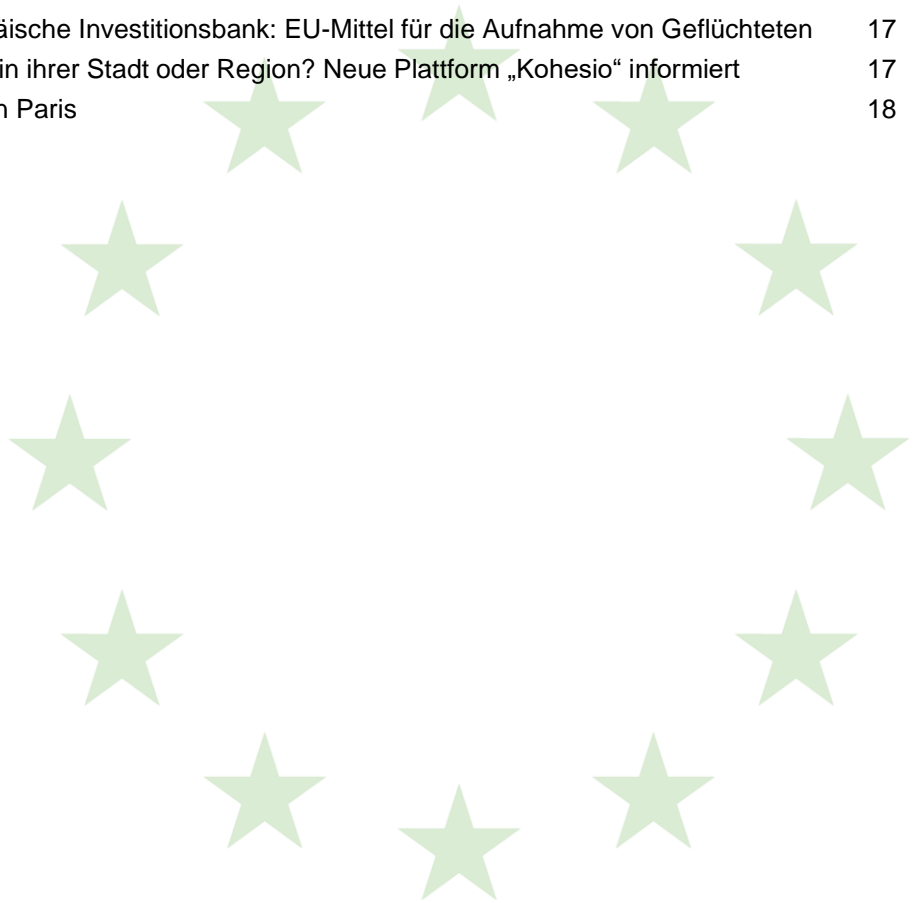 äische Investitionsbank: EU-Mittel für die Aufnahme von Geflüchteten 17
in ihrer Stadt oder Region? Neue Plattform „Kohesio“ informiert 17
n Paris 18